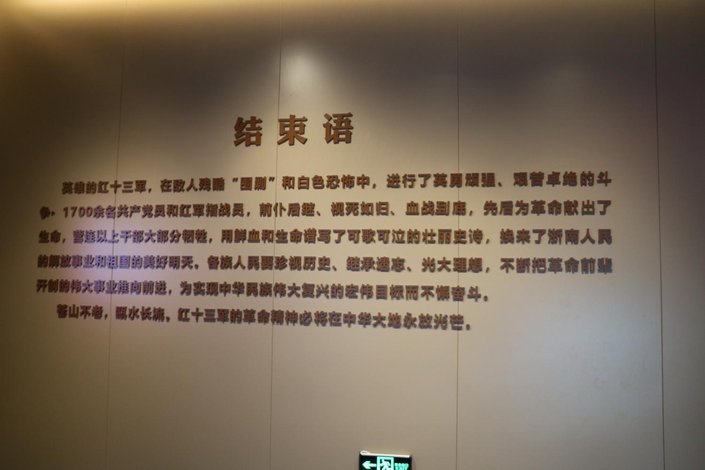 结束语
英雄的红十三军，在敌人残酷“围剿”和白色恐怖中，进行了英勇顽强、艰苦卓绝的斗
争，1700余名共产党员和红军指战员，前仆后继、视死如归、血战到底，先后为革命献出了
生命，营连以上干部大部分牺牲，用鲜血和生命谱写了可歌可泣的壮丽史诗，换来了浙南人民
的解放事业和祖国的美好明天。各族人民要珍视历史、继承遗志、光大理想，不断把革命前辈
开创的伟大事业推向前进，为实现中华民族伟大复兴的宏伟目标而不懈奋斗。
苍山不老，瓯水长流。红十三军的革命精神必将在中华大地永放光芒。